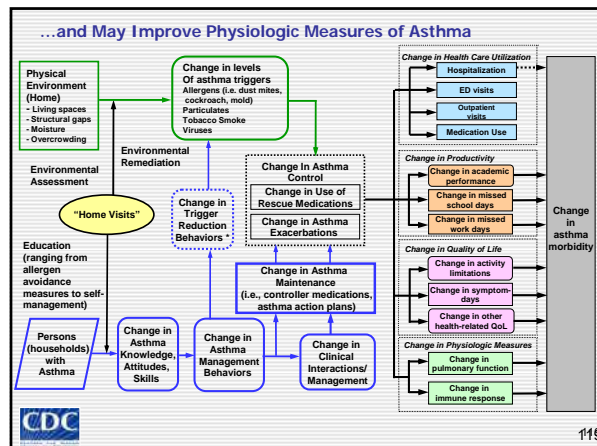 ...and May Improve Physiologic Measures of Asthma
Physical
Environment
(Home)
- Living spaces
- Structural gaps
- Moisture
- Overcrowding
Change in levels
Of asthma triggers
Allergens (i.e. dust mites,
cockroach, mold)
Particulates
Tobacco Smoke
Viruses
Environmental
Assessment
Environmental
Remediation
"Home Visits"
Education
(ranging from
allergen
avoidance
measures to self-
management)
Persons
(households)
with
Asthma
Change in
Asthma
Knowledge,
Attitudes,
Skills
Change in
Trigger
Reduction
Behaviors *
Change in
Asthma
Management
Behaviors
Change In Asthma
Control
Change in Use of
Rescue Medications
Change in Asthma
Exacerbations
Change in Asthma
Maintenance
(i.e., controller medications,
asthma action plans)
Change in
Clinical
Interactions/
Management
Change in Health Care Utilization
Hospitalization
ED visits
Outpatient
visits
Medication Use
Change in Productivity
Change in academic
performance
Change in missed
school days
Change in missed
work days
Change in Quality of Life
Change in activity
limitations
Change in symptom-
days
Change in other
health-related QoL
Change in Physiologic Measures
Change in
pulmonary function
Change in
immune response
Change
in
asthma
morbidity
CDC